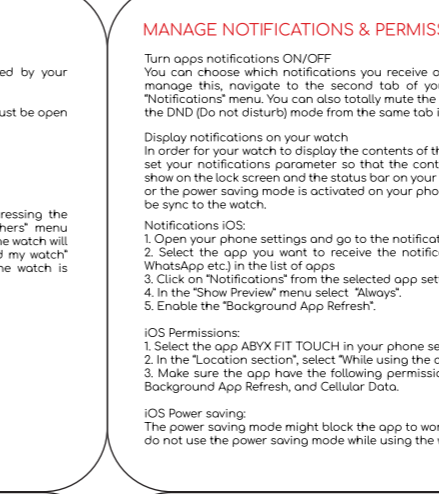 ed by your
ust be open
ressing the
hers" menu
he watch will
d my watch"
he watch is
MANAGE NOTIFICATIONS & PERMISS
Turn apps notifications ON/OFF
You can choose which notifications you receive o
manage this, navigate to the second tab of you
"Notifications" menu. You can also totally mute the
the DND (Do not disturb) mode from the same tab i
Display notifications on your watch
In order for your watch to display the contents of th
set your notifications parameter so that the cont
show on the lock screen and the status bar on your
or the power saving mode is activated on your pho
be sync to the watch.
Notifications iOS:
1. Open your phone settings and go to the notificat
2. Select the app you want to receive the notific
WhatsApp etc.) in the list of apps
3. Click on "Notifications" from the selected app set
4. In the "Show Preview" menu select "Always".
5. Enable the "Background App Refresh".
iOS Permissions:
1. Select the app ABYX FIT TOUCH in your phone se
2. In the "Location section", select "While using the a
3. Make sure the app have the following permissio
Background App Refresh, and Cellular Data.
iOS Power saving:
The power saving mode might block the app to wor
do not use the power saving mode while using the